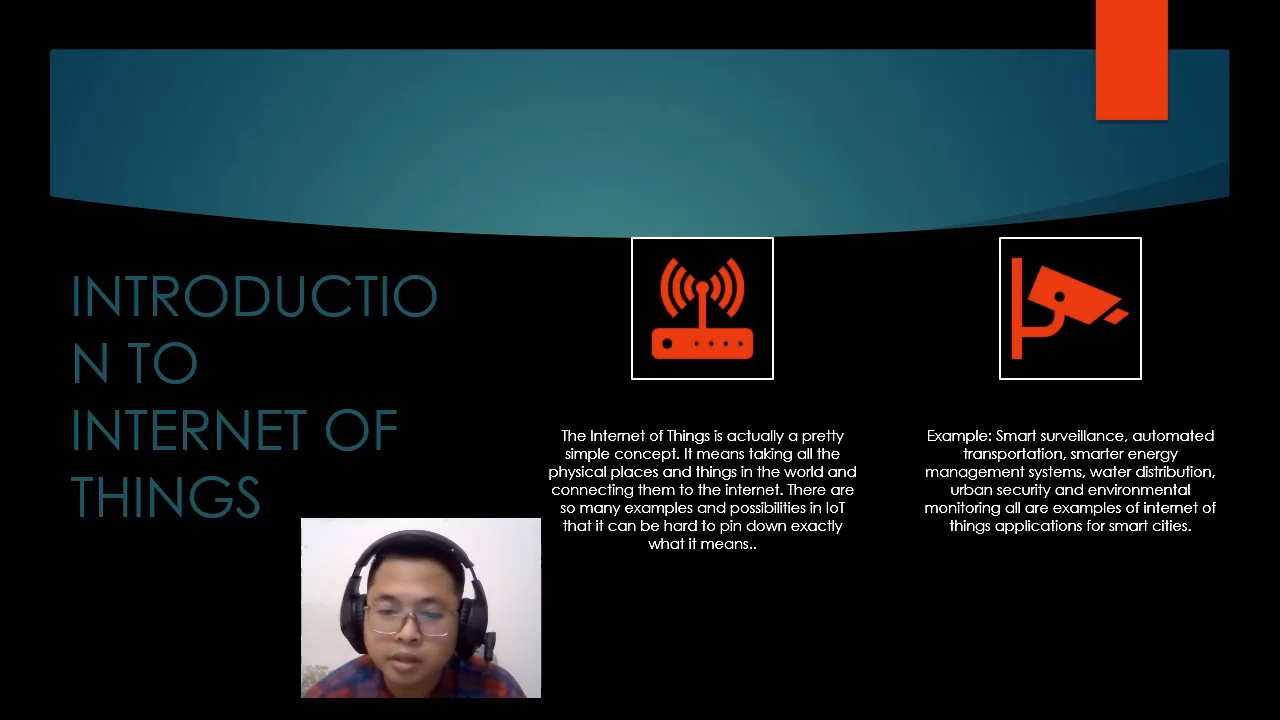 INTRODUCTIO
N TO
INTERNET OF
THINGS
The Internet of Things is actually a pretty
simple concept. It means taking all the
physical places and things in the world and
connecting them to the internet. There are
so many examples and possibilities in IoT
that it can be hard to pin down exactly
what it means..
Example: Smart surveillance, automated
transportation, smarter energy
management systems, water distribution,
urban security and environmental
monitoring all are examples of internet of
things applications for smart cities.